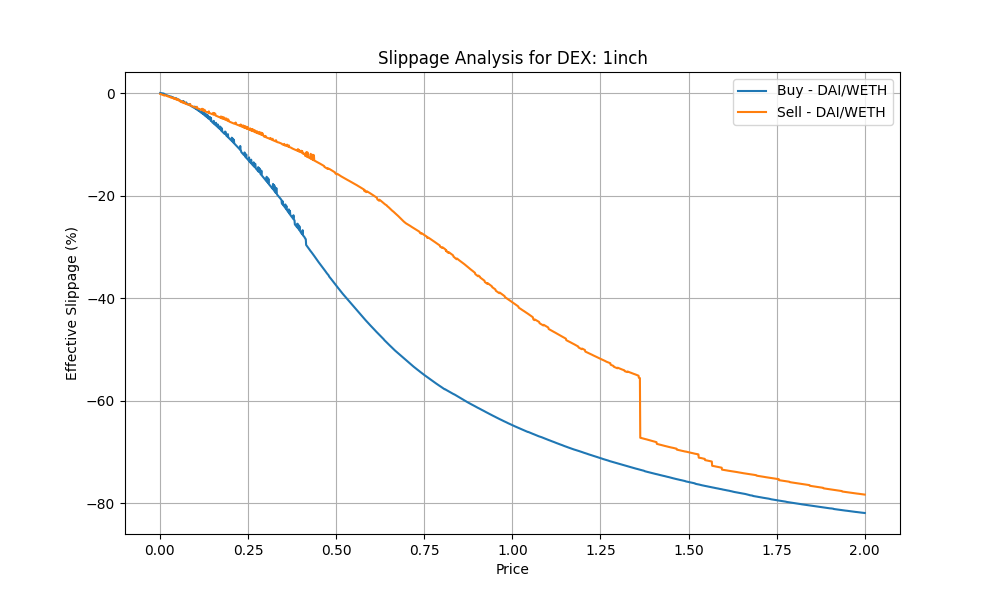 Slippage Analysis for DEX: 1inch
Buy - DAI/WETH
Sell - DAI/WETH
Effective Slippage (%)
0
−20
−40
−60
−80
0.00 0.25 0.50 0.75 1.00 1.25 1.50 1.75 2.00
Price